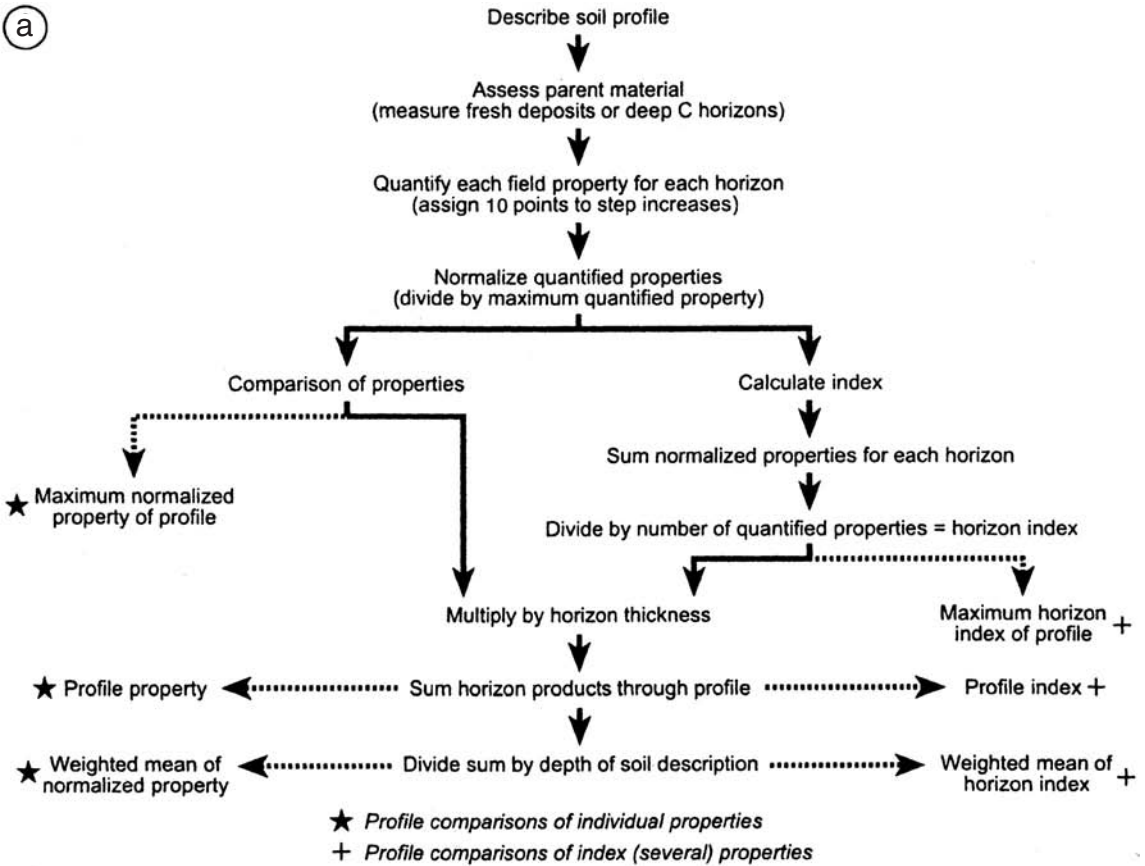 a
Describe soil profile
Assess parent material
(measure fresh deposits or deep C horizons)
Quantify each field property for each horizon
(assign 10 points to step increases)
Normalize quantified properties
(divide by maximum quantified property)
Comparison of properties
Calculate index
Sum normalized properties for each horizon
★ Maximum normalized
property of profile
Divide by number of quantified properties = horizon index
Multiply by horizon thickness
Maximum horizon
index of profile +
★ Profile property
Sum horizon products through profile
Profile index +
★ Weighted mean of
normalized property
Divide sum by depth of soil description
Weighted mean of
horizon index +
★ Profile comparisons of individual properties
+ Profile comparisons of index (several) properties